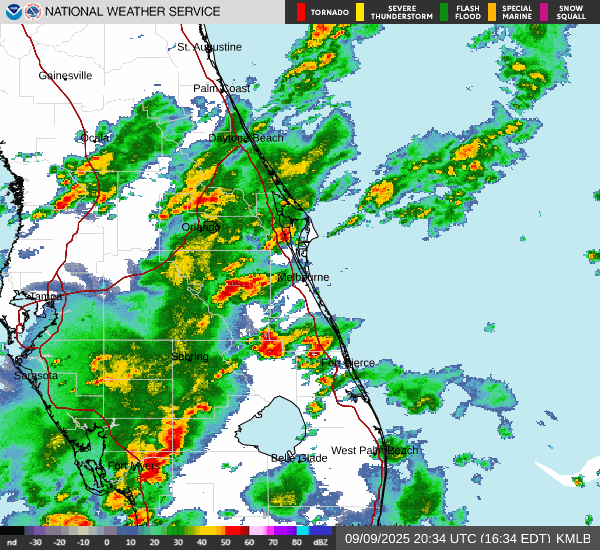 NATIONAL WEATHER SERVICE
TORNADO
SEVERE
THUNDERSTORM
FLASH
FLOOD
SPECIAL
MARINE
SNOW
SQUALL
St. Augustine
Gainesville
Palm Coast
Ocala
Daytona Beach
Orlando
Melbourne
Tampa
Sebring
Fort Pierce
Sarasota
West Palm Beach
Belle Glade
Fort Myers
nd -30 -20 -10 0 10 20 30 40 50 60 70 80 dBZ
09/09/2025 20:34 UTC (16:34 EDT) KMLB